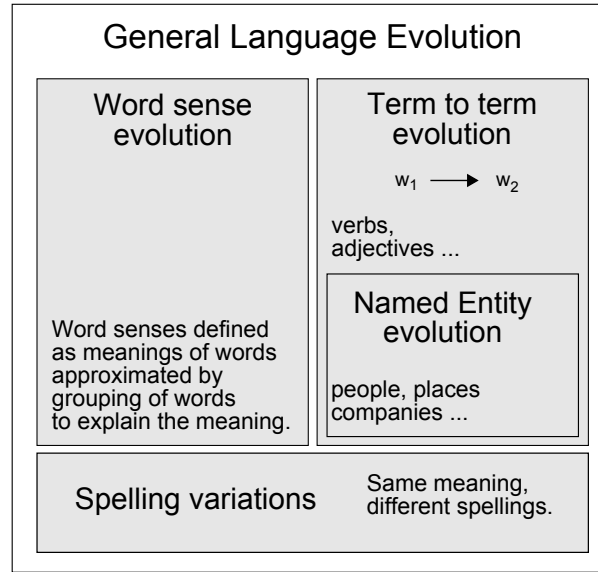 General Language Evolution
Word sense
evolution
Word senses defined
as meanings of words
approximated by
grouping of words
to explain the meaning.
Term to term
evolution
w1 → w2
verbs,
adjectives ...
Named Entity
evolution
people, places
companies ...
Spelling variations
Same meaning,
different spellings.